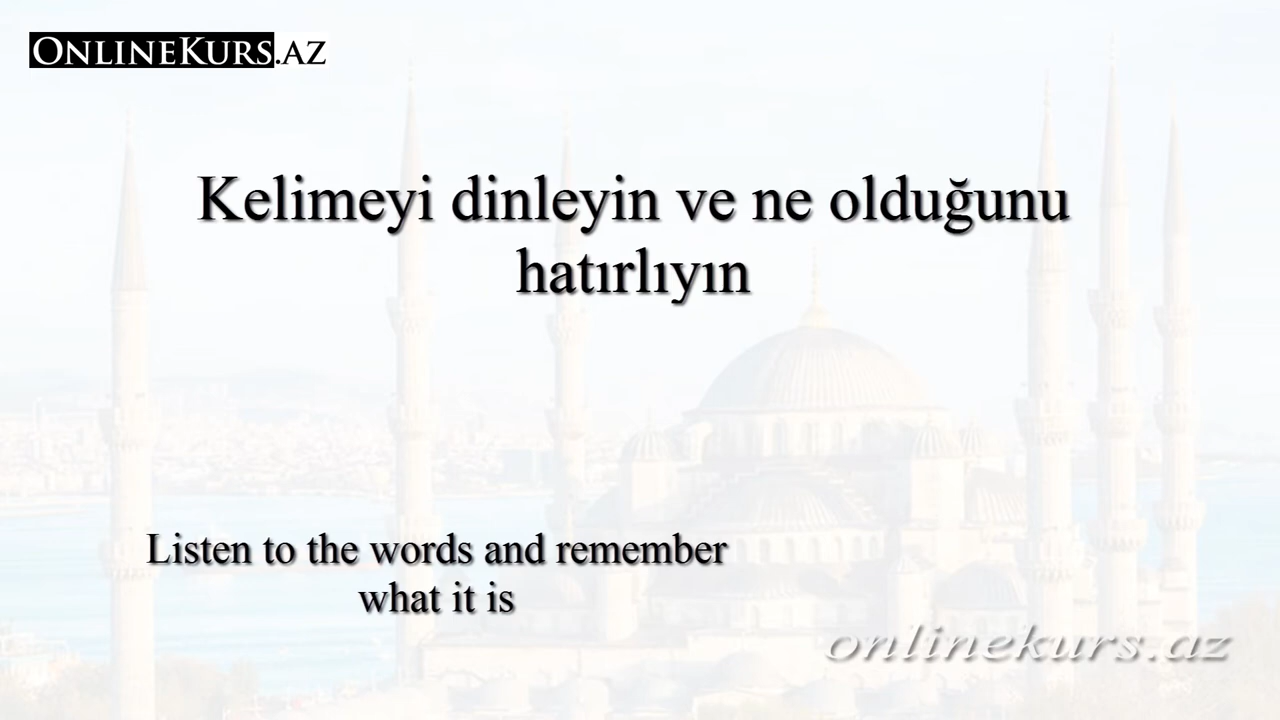 ONLINEKURS.AZ
Kelimeyi dinleyin ve ne olduğunu
hatırlıyın
Listen to the words and remember
what it is
onlinekurs.az